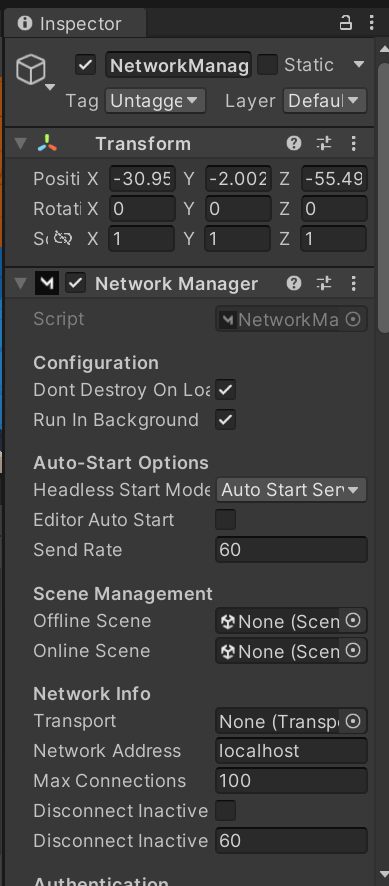 Inspector
NetworkManag Static
Tag Untagge Layer Defaul
Transform
Positi X -30.95 Y -2.002 Z -55.49
Rotati X 0 Y 0 Z 0
Sc X 1 Y 1 Z 1
Network Manager
Script NetworkMa
Configuration
Dont Destroy On Loa
Run In Background
Auto-Start Options
Headless Start Mode Auto Start Serv
Editor Auto Start
Send Rate 60
Scene Management
Offline Scene None (Scen
Online Scene None (Scen
Network Info
Transport None (Transpo
Network Address localhost
Max Connections 100
Disconnect Inactive
Disconnect Inactive 60
Authentication